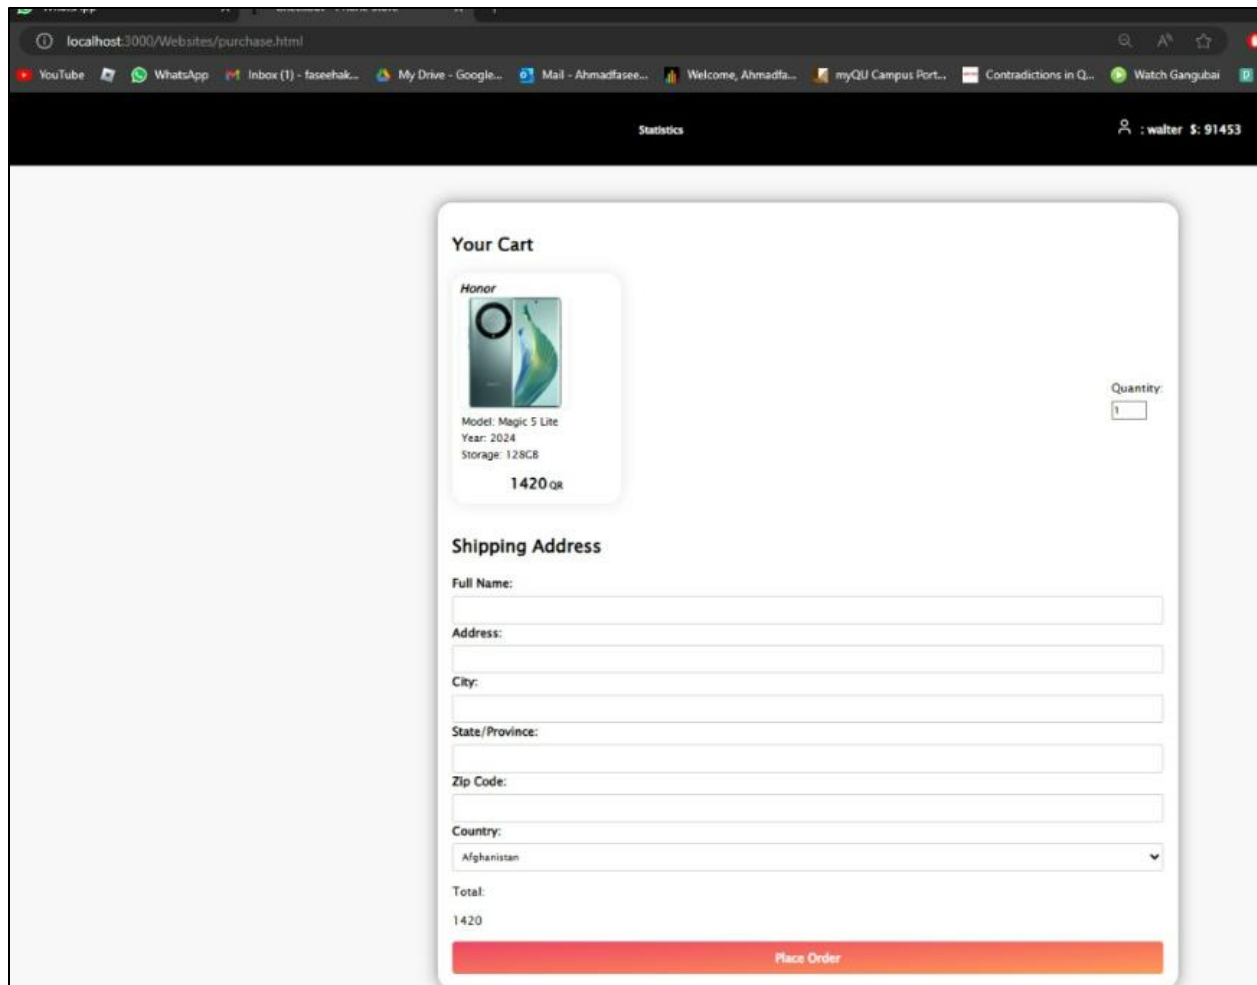 localhost:3000/Websites/purchase.html
YouTube WhatsApp Inbox (1) - faseehak... My Drive - Google... Mail - Ahmadfasee... Welcome, Ahmadfa... myQU Campus Port... Contradictions in Q... Watch Gangubai
Statistics : walter $: 91453
Your Cart
Honor
Quantity:
1
Model: Magic 5 Lite
Year: 2024
Storage: 128GB
1420 QR
Shipping Address
Full Name:
Address:
City:
State/Province:
Zip Code:
Country:
Afghanistan
Total:
1420
Place Order